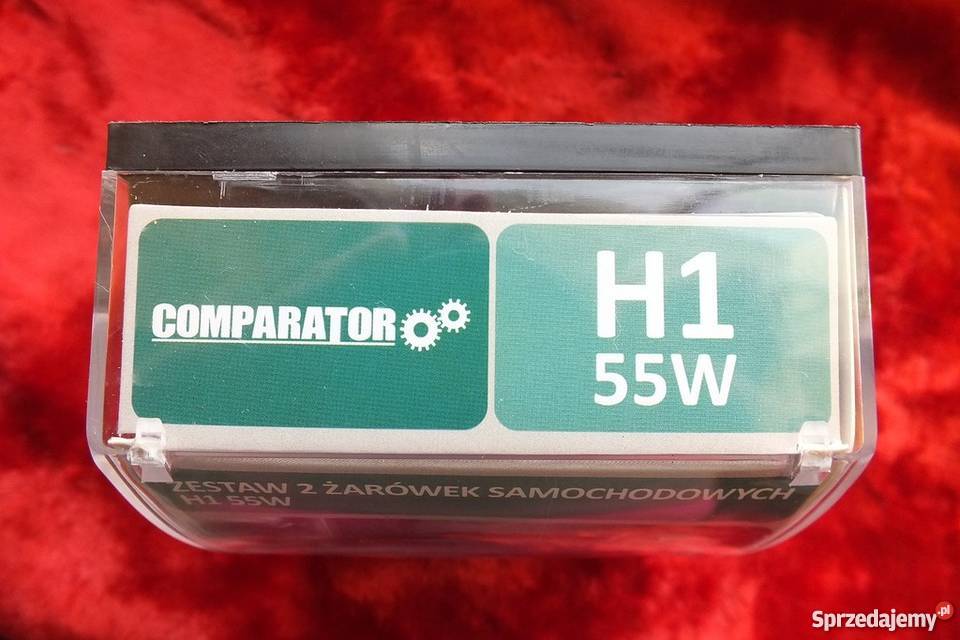 COMPARATOR
H1
55W
ZESTAW 2 ŻARÓWEK SAMOCHODOWYCH
H1 55W
Sprzedajemy.pl